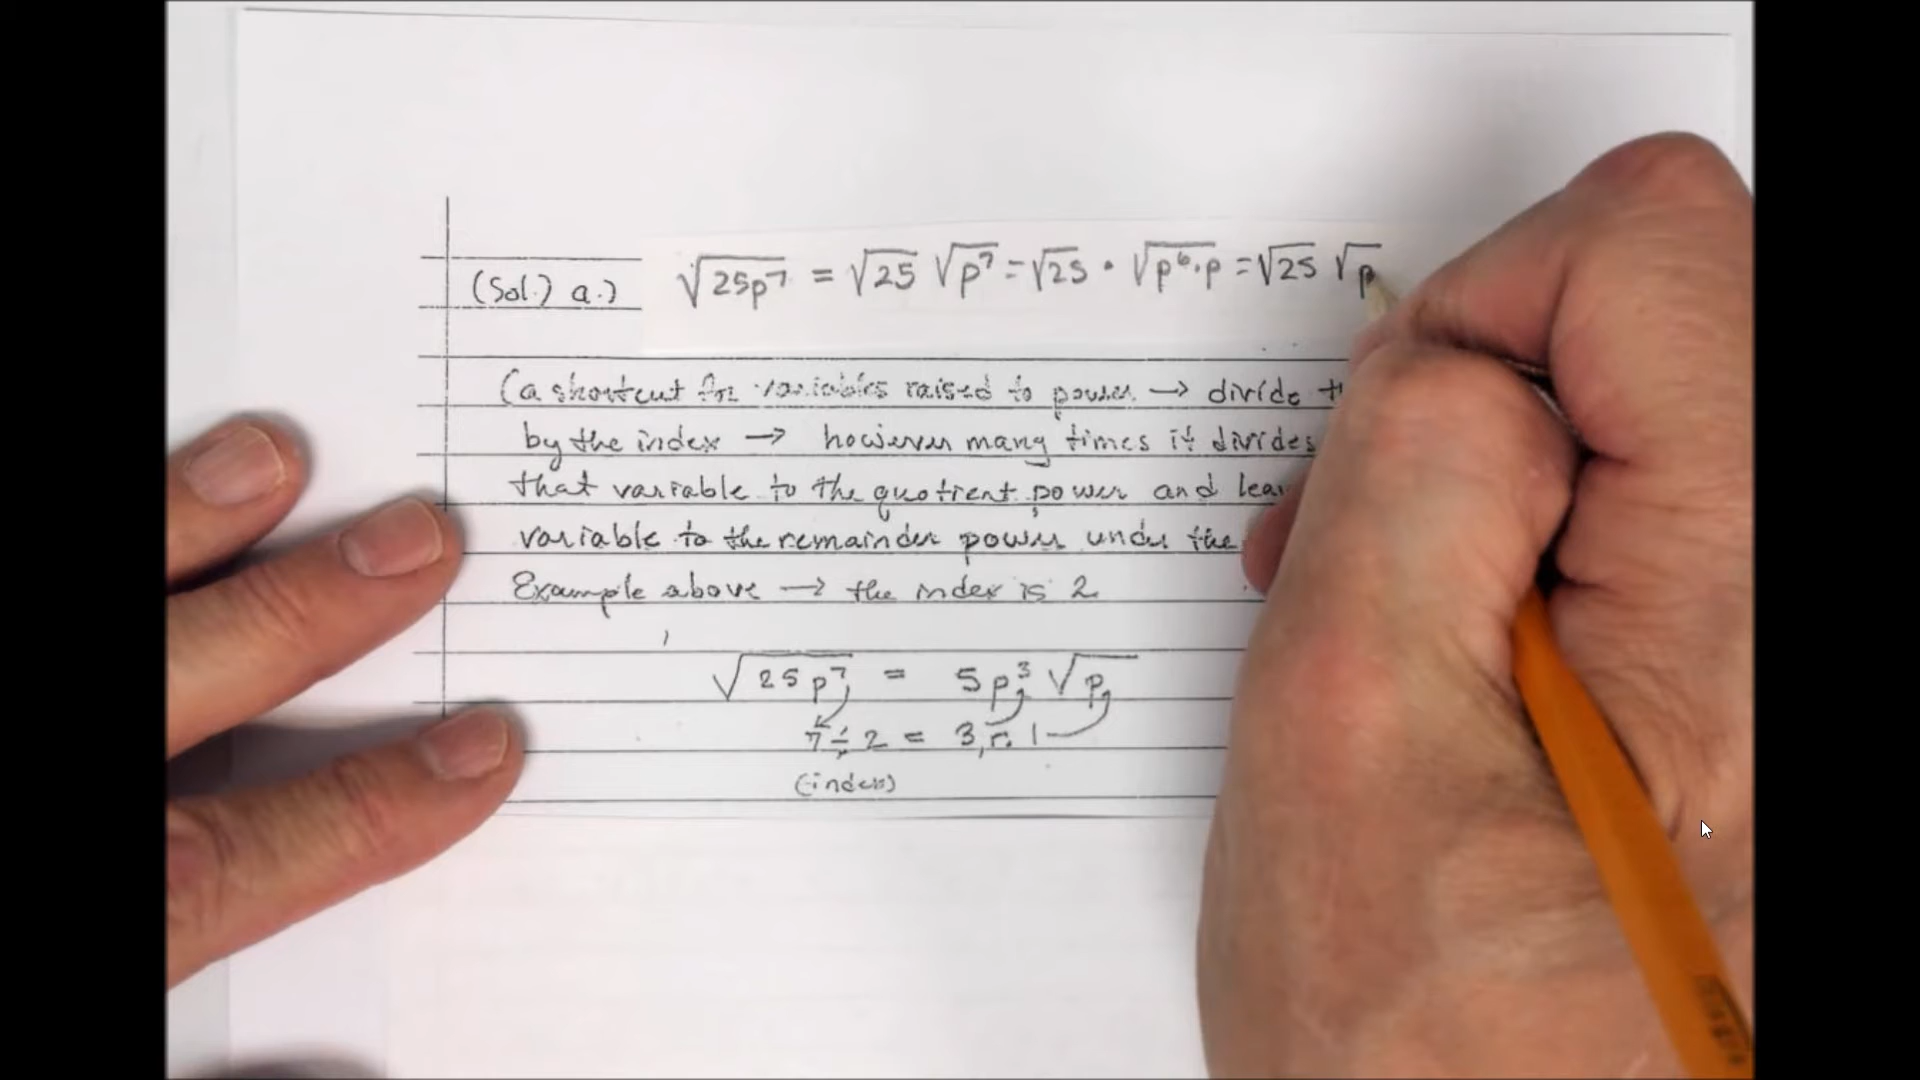 (Sol.) a.) √25p⁷ = √25 √p⁷ = √25 · √p⁶·p = √25 √p
(a shortcut for variables raised to power → divide
by the index → however many times it divides
that variable to the quotient power and
variable to the remainder power under the
Example above → the index is 2
√25p⁷ = 5p³ √p
7 ÷ 2 = 3, r. 1
(index)